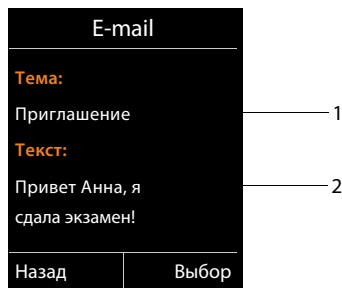 E-mail
Тема:
Приглашение
1
Текст:
Привет Анна, я
2
сдала экзамен!
Назад
Выбор